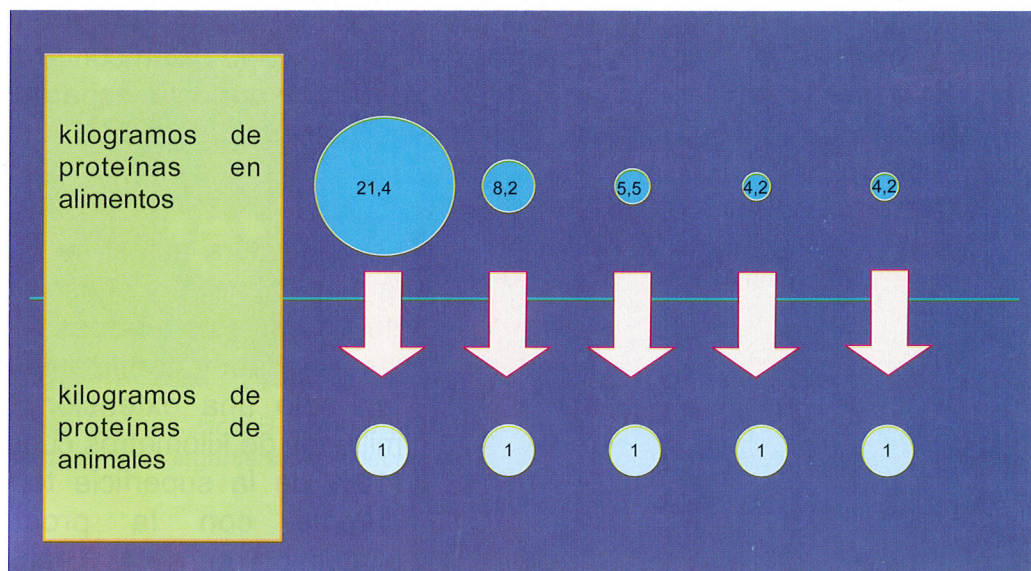 kilogramos de
proteínas en
alimentos
21,4
8,2
5,5
4,2
4,2
kilogramos de
proteínas de
animales
1
1
1
1
1